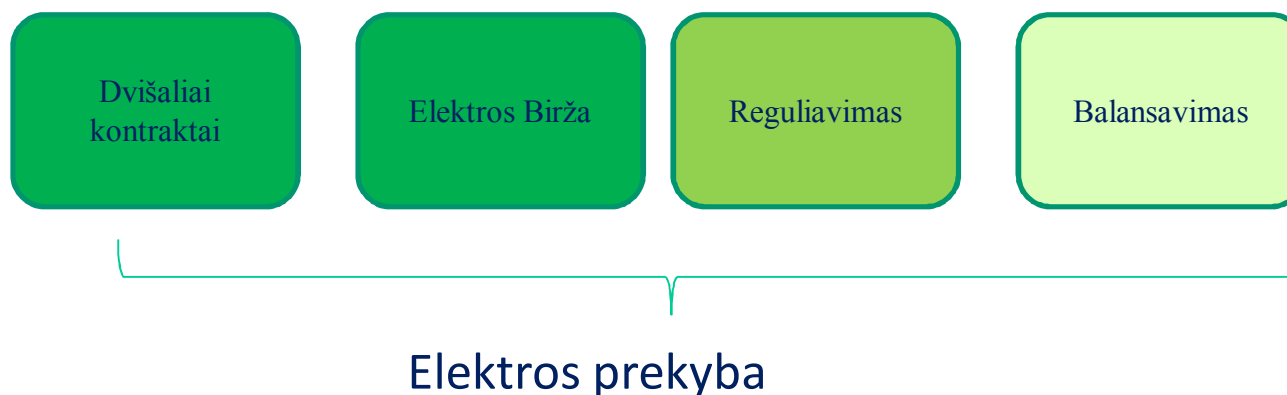 Dvišaliai
kontraktai
Elektros Birža
Reguliavimas
Balansavimas
Elektros prekyba